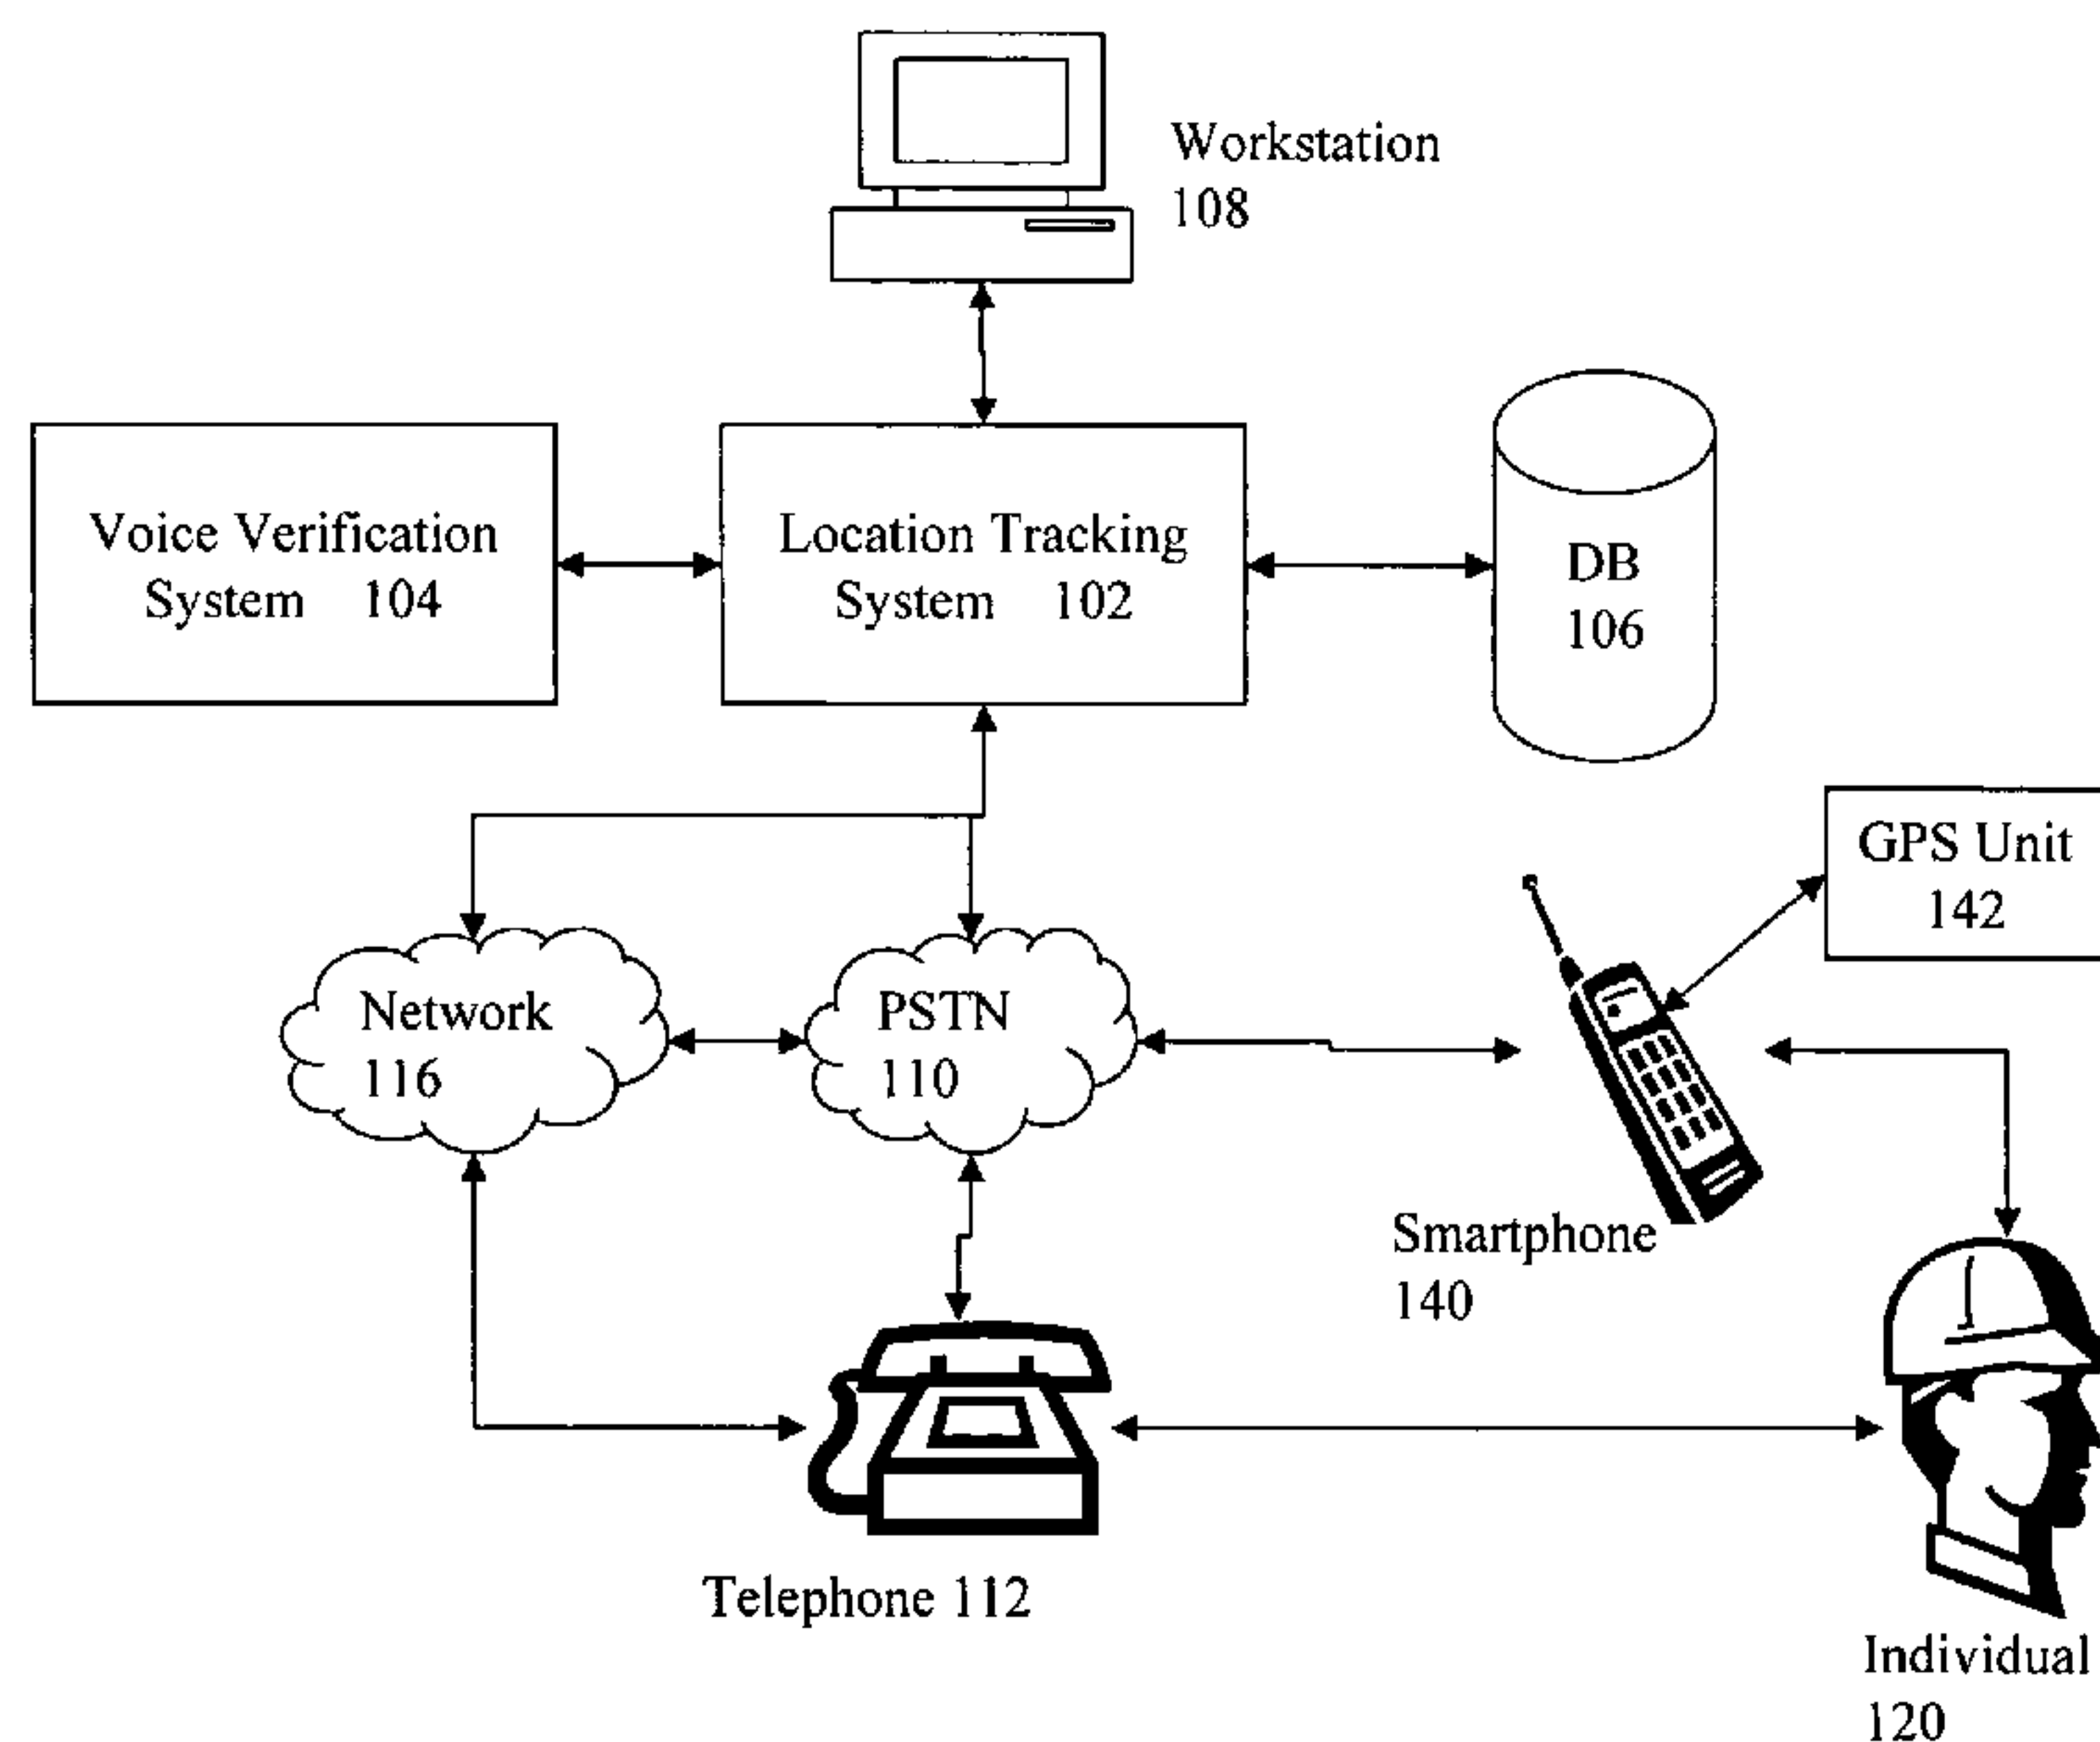 Workstation
108
Voice Verification
System 104
Location Tracking
System 102
DB
106
GPS Unit
142
Network
116
PSTN
110
Smartphone
140
Telephone 112
Individual
120